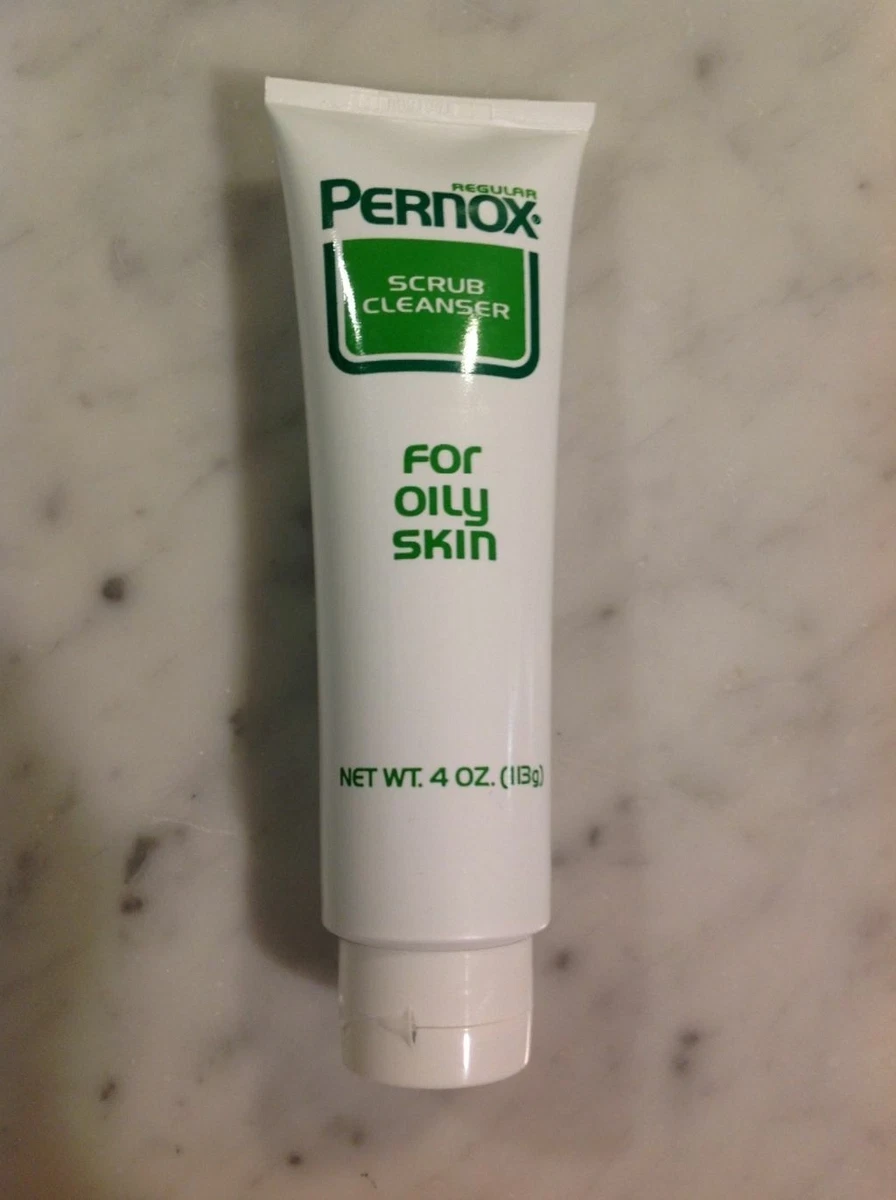 REGULAR
PERNOX®
SCRUB
CLEANSER
FOR
OILY
SKIN
NET WT. 4 OZ. (113g)